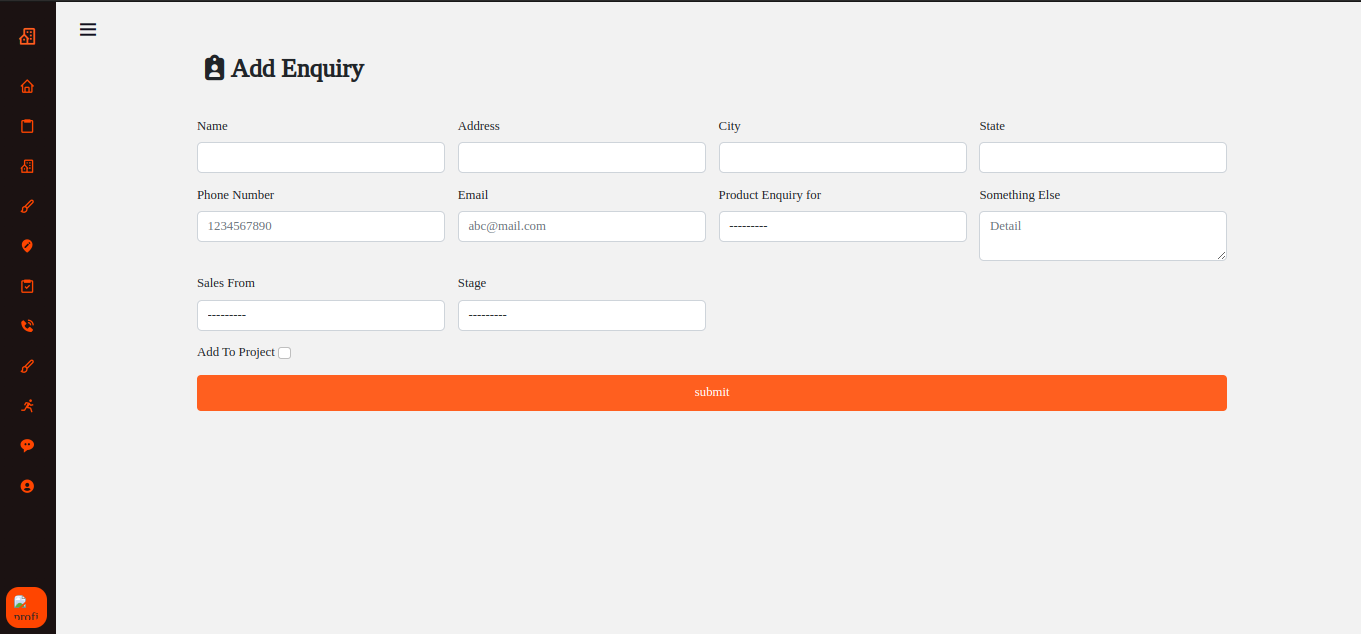 Add Enquiry
Name Address City State
Phone Number Email Product Enquiry for Something Else
1234567890 abc@mail.com --------- Detail
Sales From Stage
--------- ---------
Add To Project
submit
profi